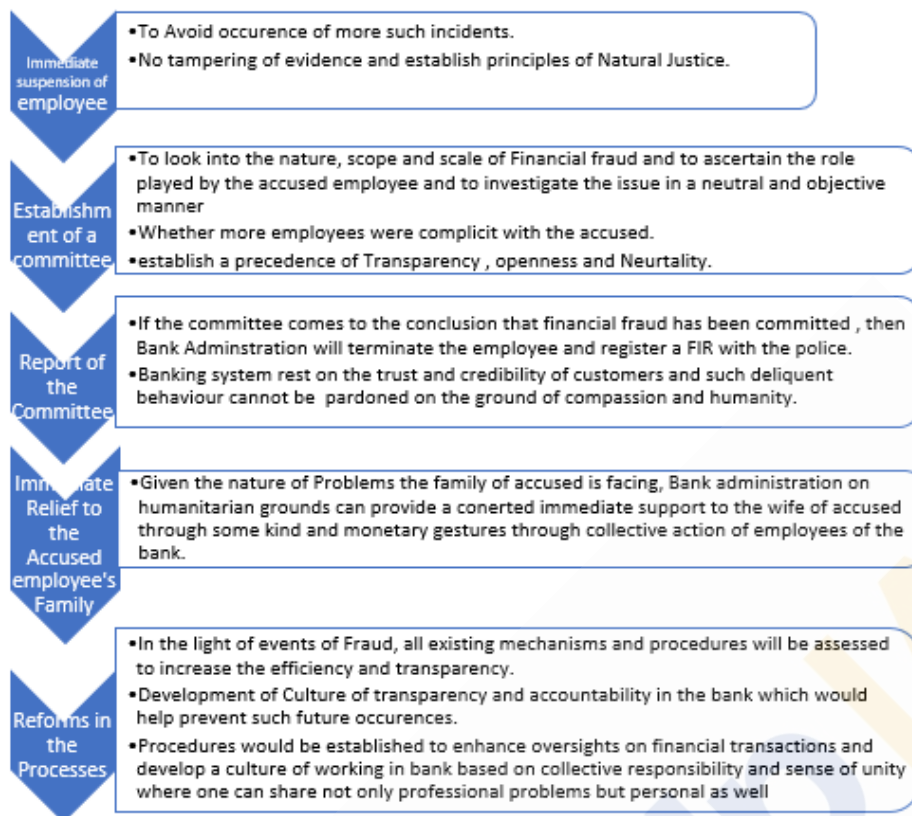 Immediate
suspension of
employee
•To Avoid occurence of more such incidents.
•No tampering of evidence and establish principles of Natural Justice.
Establishm
ent of a
committee
•To look into the nature, scope and scale of Financial fraud and to ascertain the role
played by the accused employee and to investigate the issue in a neutral and objective
manner
•Whether more employees were complicit with the accused.
•establish a precedence of Transparency , openness and Neurtality.
Report of
the
Committee
•If the committee comes to the conclusion that financial fraud has been committed , then
Bank Adminstration will terminate the employee and register a FIR with the police.
•Banking system rest on the trust and credibility of customers and such deliquent
behaviour cannot be pardoned on the ground of compassion and humanity.
Immediate
Relief to
the
Accused
employee's
Family
•Given the nature of Problems the family of accused is facing, Bank administration on
humanitarian grounds can provide a conerted immediate support to the wife of accused
through some kind and monetary gestures through collective action of employees of the
bank.
Reforms in
the
Processes
•In the light of events of Fraud, all existing mechanisms and procedures will be assessed
to increase the efficiency and transparency.
•Development of Culture of transparency and accountability in the bank which would
help prevent such future occurences.
•Procedures would be established to enhance oversights on financial transactions and
develop a culture of working in bank based on collective responsibility and sense of unity
where one can share not only professional problems but personal as well